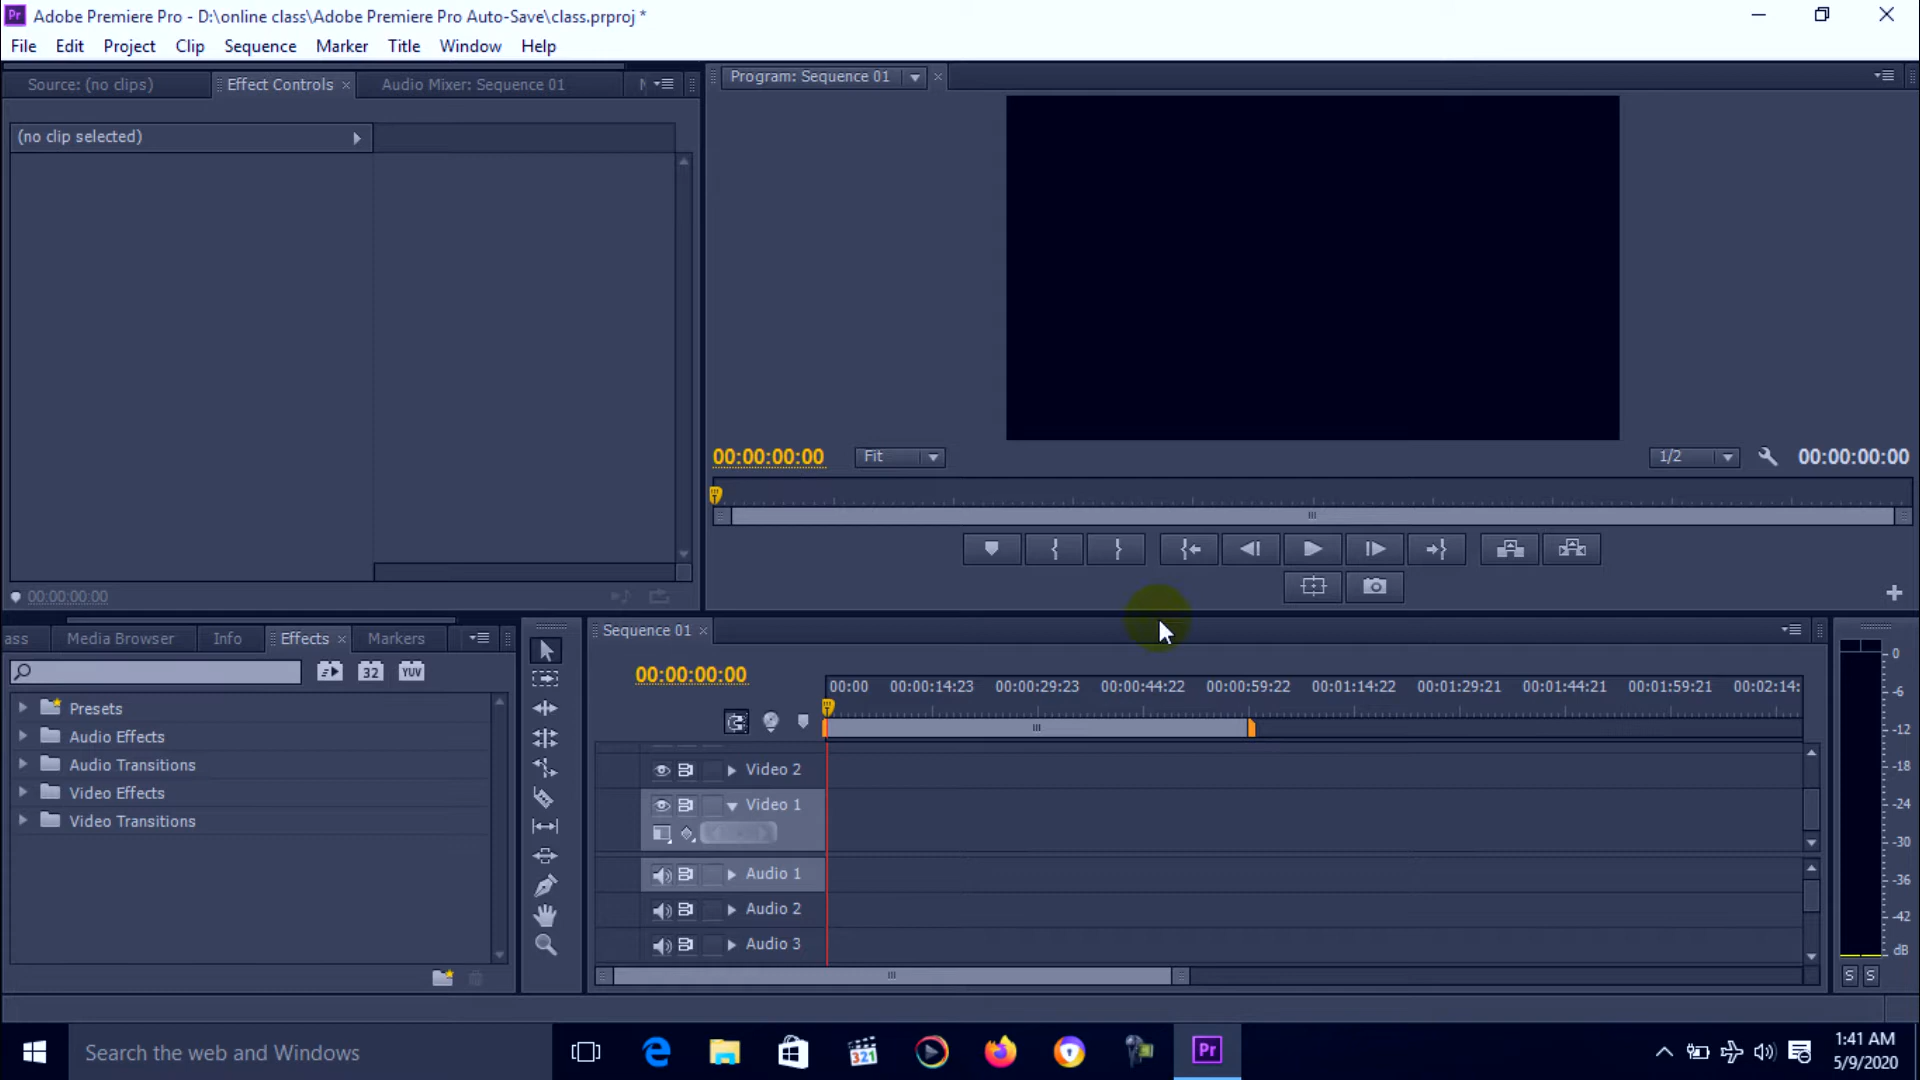 Pr Adobe Premiere Pro - D:\online class\Adobe Premiere Pro Auto-Save\class.prproj *
File Edit Project Clip Sequence Marker Title Window Help
Source: (no clips) Effect Controls × Audio Mixer: Sequence 01
Program: Sequence 01
(no clip selected)
00:00:00:00 Fit 1/2 00:00:00:00
00:00:00:00
ass Media Browser Info Effects × Markers
Sequence 01 ×
32 YUV
00:00:00:00
00:00 00:00:14:23 00:00:29:23 00:00:44:22 00:00:59:22 00:01:14:22 00:01:29:21 00:01:44:21 00:01:59:21 00:02:14:
Presets
Audio Effects
Audio Transitions
Video Effects
Video Transitions
Video 2
Video 1
Audio 1
Audio 2
Audio 3
0
-6
-12
-18
-24
-30
-36
-42
dB
S S
Search the web and Windows
321
Pr
1:41 AM
5/9/2020